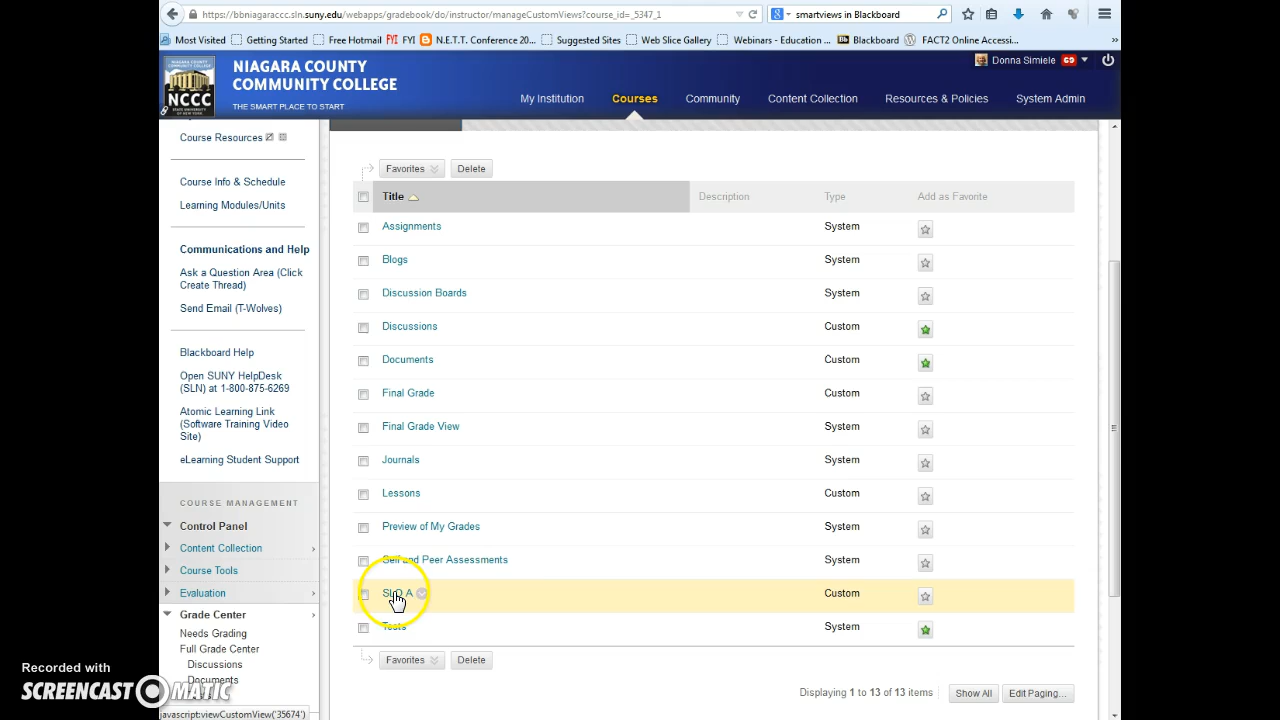 https://bbniagaraccc.sln.suny.edu/webapps/gradebook/do/instructor/manageCustomViews?course_id=_5347_1
smartviews in Blackboard
Most Visited Getting Started Free Hotmail FYI FYI N.E.T.T. Conference 20... Suggested Sites Web Slice Gallery Webinars - Education ... Bb Blackboard FACT2 Online Accessi... »
NIAGARA COUNTY
COMMUNITY COLLEGE
THE SMART PLACE TO START
NCCC
Donna Simiele 69
My Institution Courses Community Content Collection Resources & Policies System Admin
Course Resources
Course Info & Schedule
Learning Modules/Units
Communications and Help
Ask a Question Area (Click
Create Thread)
Send Email (T-Wolves)
Blackboard Help
Open SUNY HelpDesk
(SLN) at 1-800-875-6269
Atomic Learning Link
(Software Training Video
Site)
eLearning Student Support
COURSE MANAGEMENT
Control Panel
Content Collection
Course Tools
Evaluation
Grade Center
Needs Grading
Full Grade Center
Discussions
Documents
javascript:viewCustomView('35674')
Favorites Delete
Title Description Type Add as Favorite
Assignments System
Blogs System
Discussion Boards System
Discussions Custom
Documents Custom
Final Grade Custom
Final Grade View System
Journals System
Lessons Custom
Preview of My Grades System
Self and Peer Assessments System
SLO A Custom
Tests System
Favorites Delete
Displaying 1 to 13 of 13 items Show All Edit Paging...
Recorded with
SCREENCAST-O-MATIC